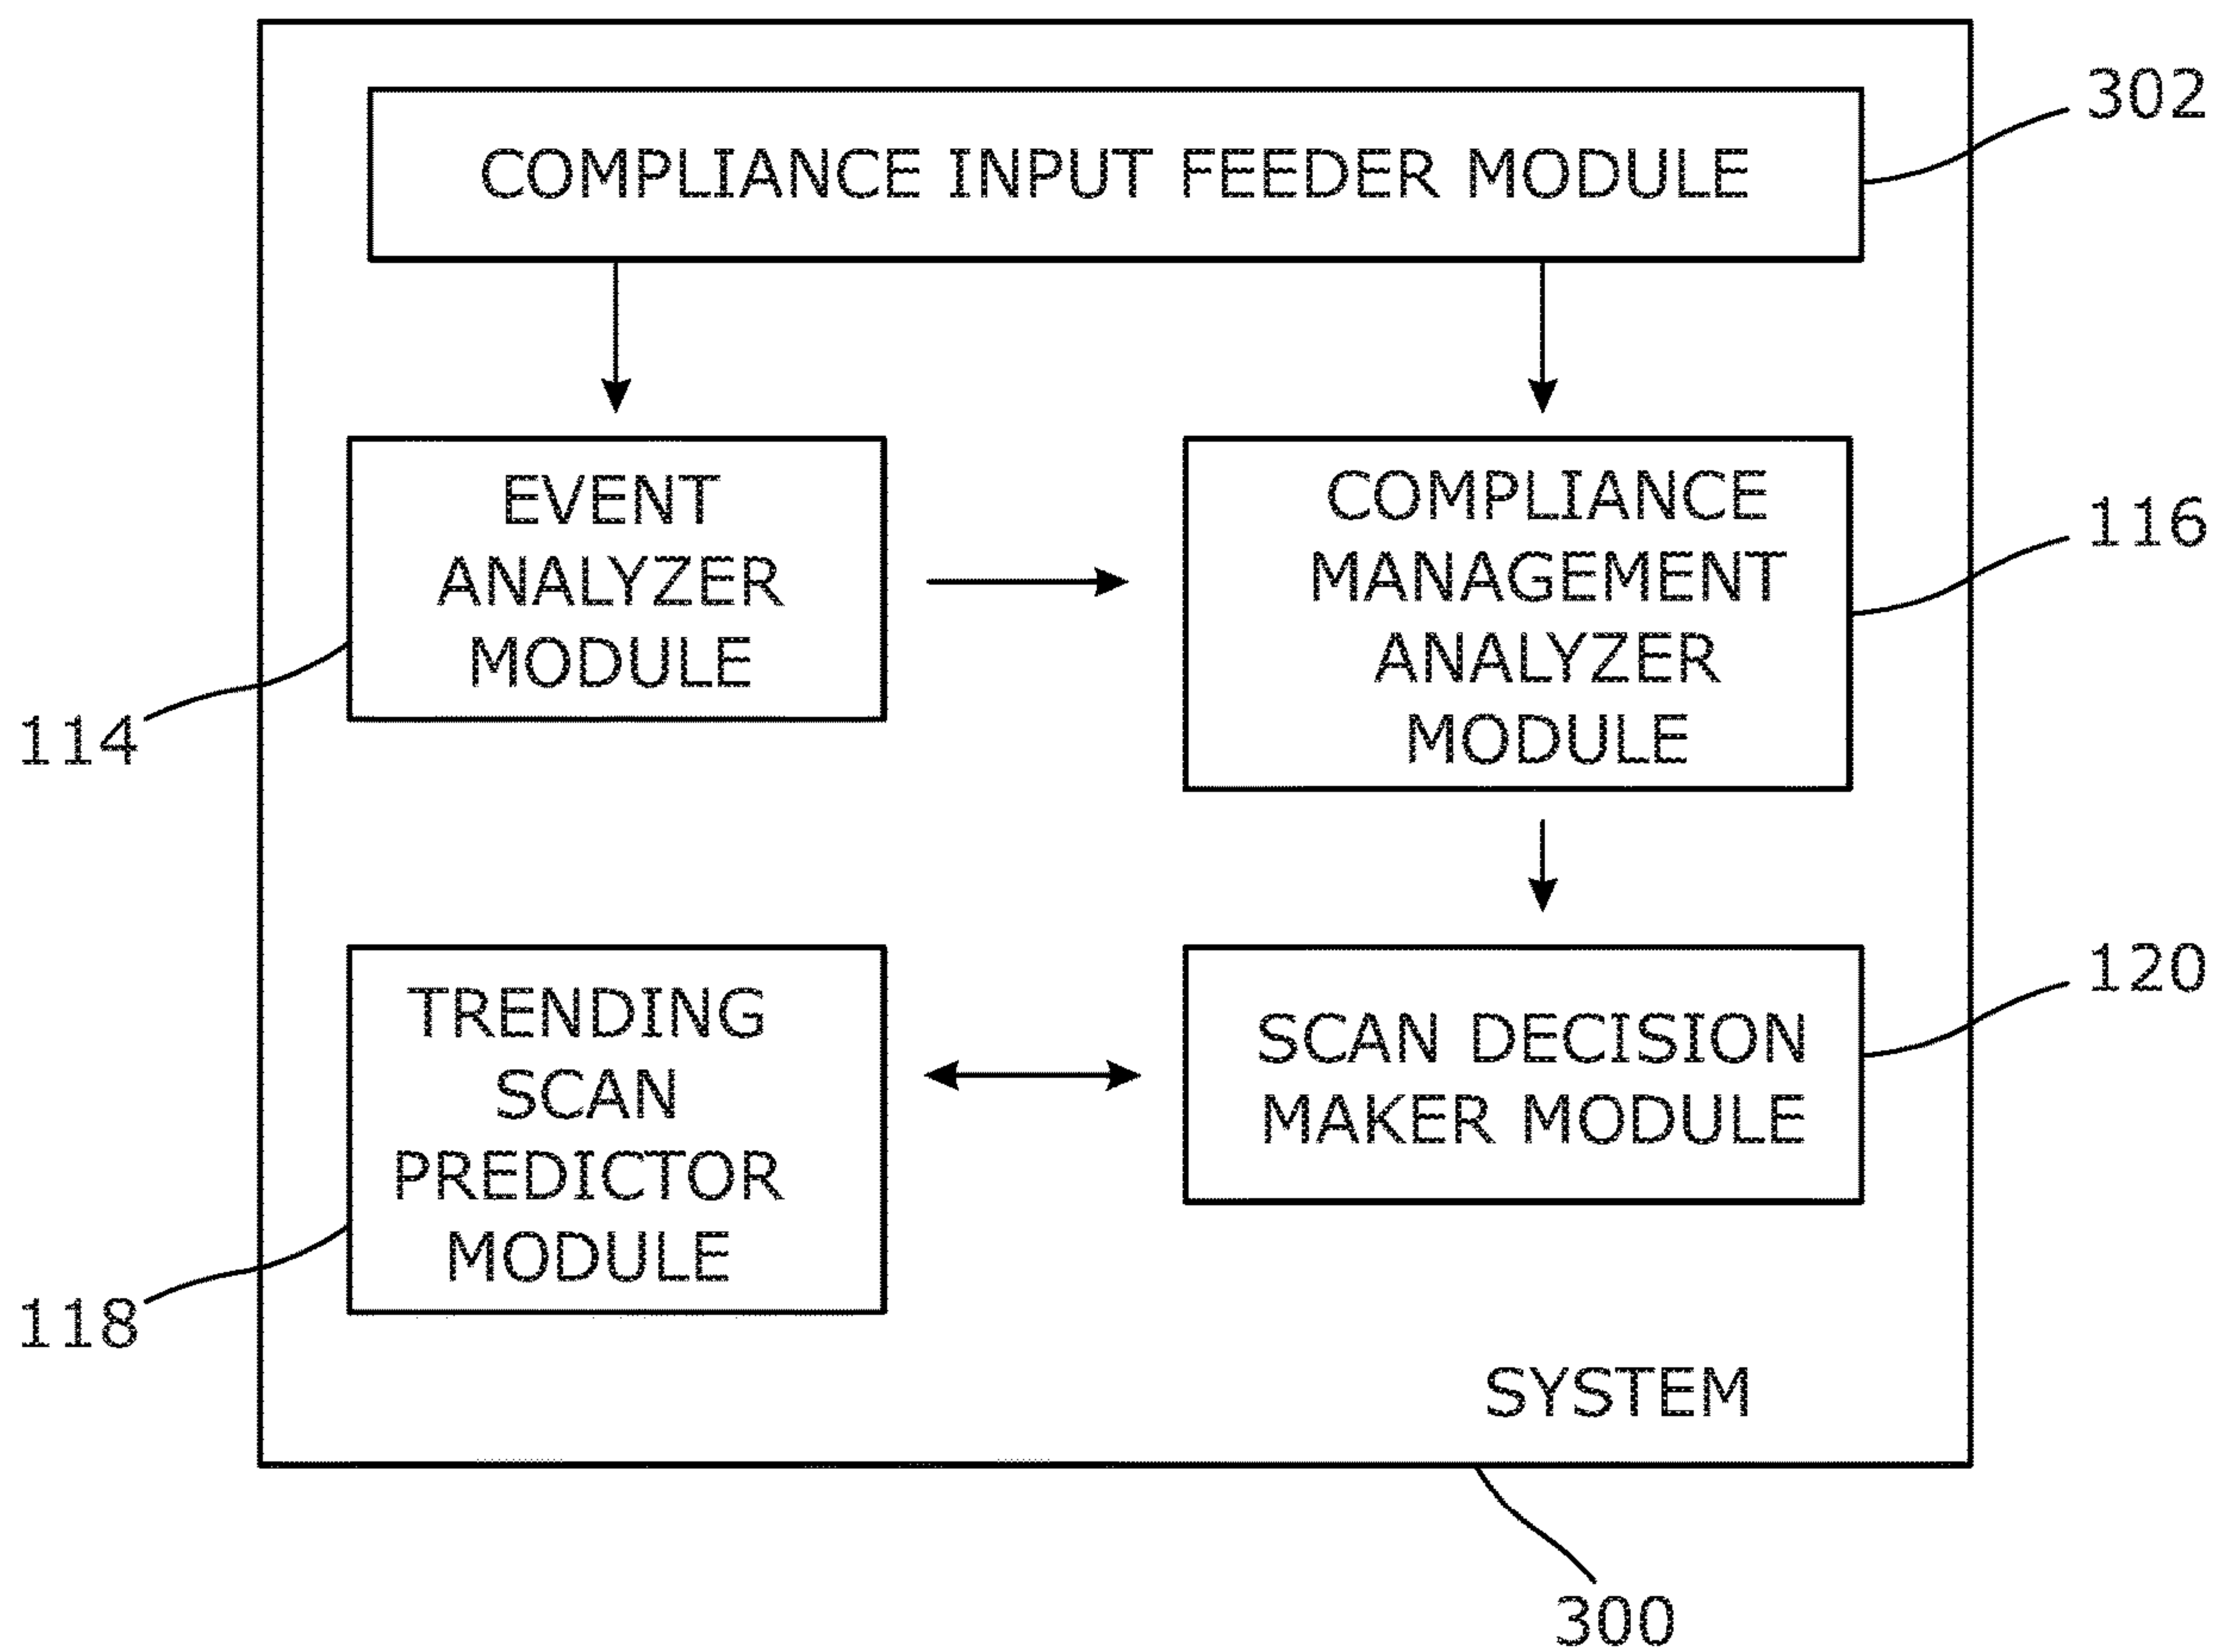 302
COMPLIANCE INPUT FEEDER MODULE
EVENT
ANALYZER
MODULE
114
COMPLIANCE
MANAGEMENT
ANALYZER
MODULE
116
TRENDING
SCAN
PREDICTOR
MODULE
118
SCAN DECISION
MAKER MODULE
120
SYSTEM
300